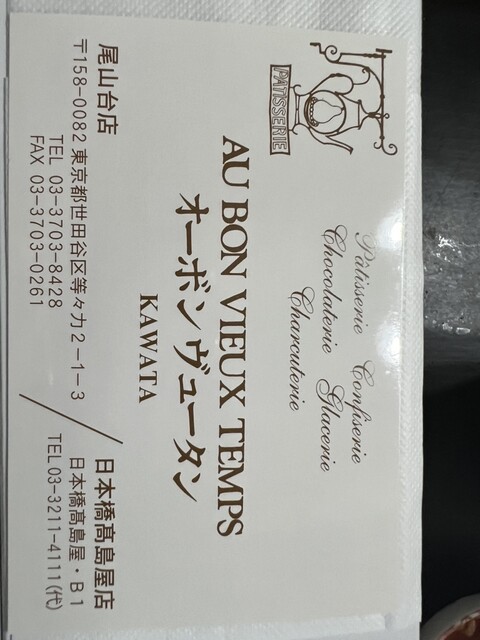 PATISSERIE
Pâtisserie Confiserie
Chocolaterie Glacerie
Charcuterie
AU BON VIEUX TEMPS
オーボンヴュータン
KAWATA
尾山台店
〒158-0082 東京都世田谷区等々力2-1-3
TEL 03-3703-8428
FAX 03-3703-0261
日本橋髙島屋店
日本橋髙島屋・B1
TEL 03-3211-4111(代)